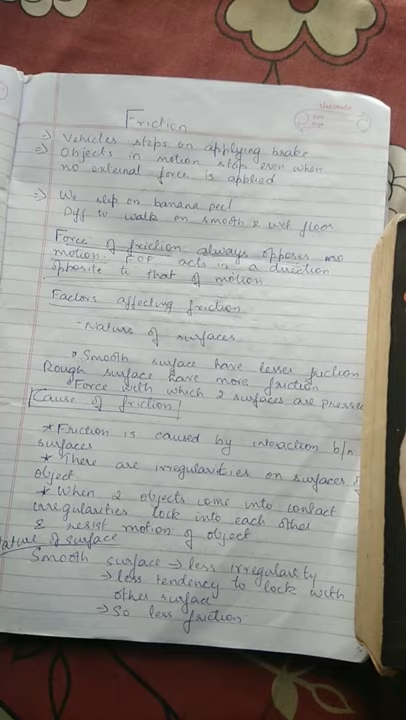 Friction
⇒ Vehicles stops on applying brake
⇒ Objects in motion stop even when
no external force is applied
⇒ We slip on banana peel
Diff to walk on smooth & wet floor
Force of friction always opposes
motion. FOF acts in a direction
opposite to that of motion
Factors affecting friction
- Nature of surfaces
• Smooth surface have lesser friction
Rough surface have more friction
• Force with which 2 surfaces are presse
Cause of friction
* Friction is caused by interaction b/n
surfaces
* There are irregularities on surfaces
object
* When 2 objects come into contact
irregularities lock into each other
& resist motion of object
ature of surface
Smooth surface → less irregularity
→ less tendency to lock with
other surface
→ So less friction